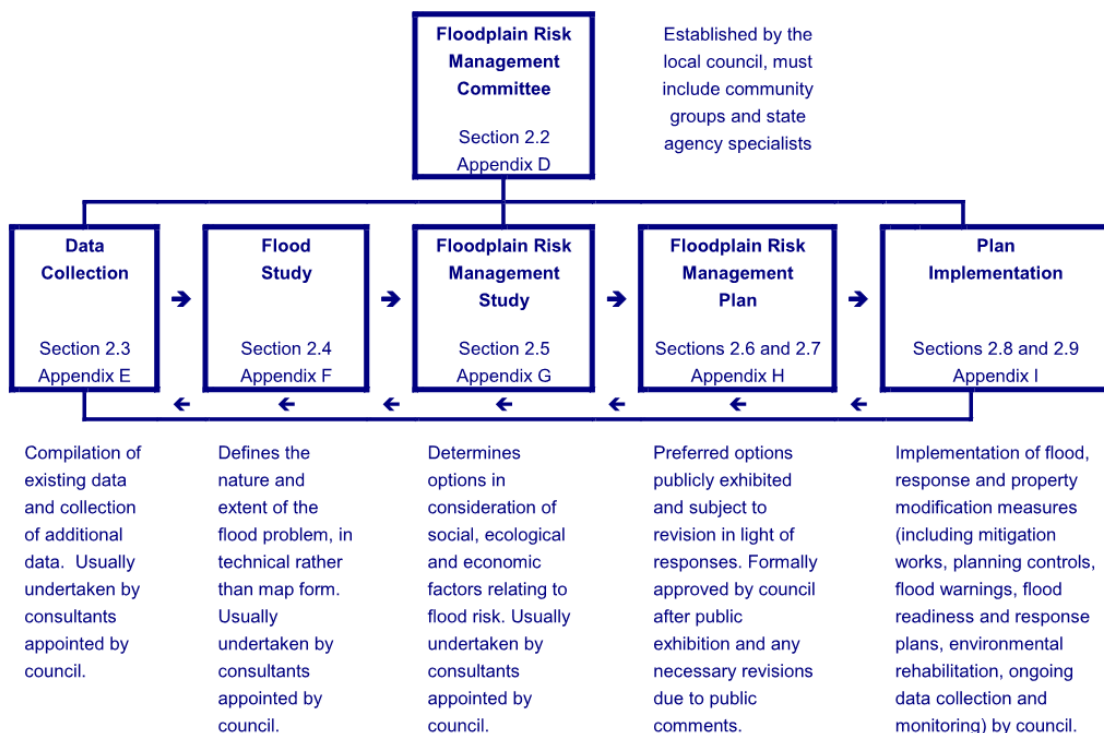 Floodplain Risk
Management
Committee
Section 2.2
Appendix D
Established by the
local council, must
include community
groups and state
agency specialists
Data
Collection
Section 2.3
Appendix E
Flood
Study
Section 2.4
Appendix F
Floodplain Risk
Management
Study
Section 2.5
Appendix G
Floodplain Risk
Management
Plan
Sections 2.6 and 2.7
Appendix H
Plan
Implementation
Sections 2.8 and 2.9
Appendix I
Compilation of
existing data
and collection
of additional
data.  Usually
undertaken by
consultants
appointed by
council.
Defines the
nature and
extent of the
flood problem, in
technical rather
than map form.
Usually
undertaken by
consultants
appointed by
council.
Determines
options in
consideration of
social, ecological
and economic
factors relating to
flood risk. Usually
undertaken by
consultants
appointed by
council.
Preferred options
publicly exhibited
and subject to
revision in light of
responses. Formally
approved by council
after public
exhibition and any
necessary revisions
due to public
comments.
Implementation of flood,
response and property
modification measures
(including mitigation
works, planning controls,
flood warnings, flood
readiness and response
plans, environmental
rehabilitation, ongoing
data collection and
monitoring) by council.